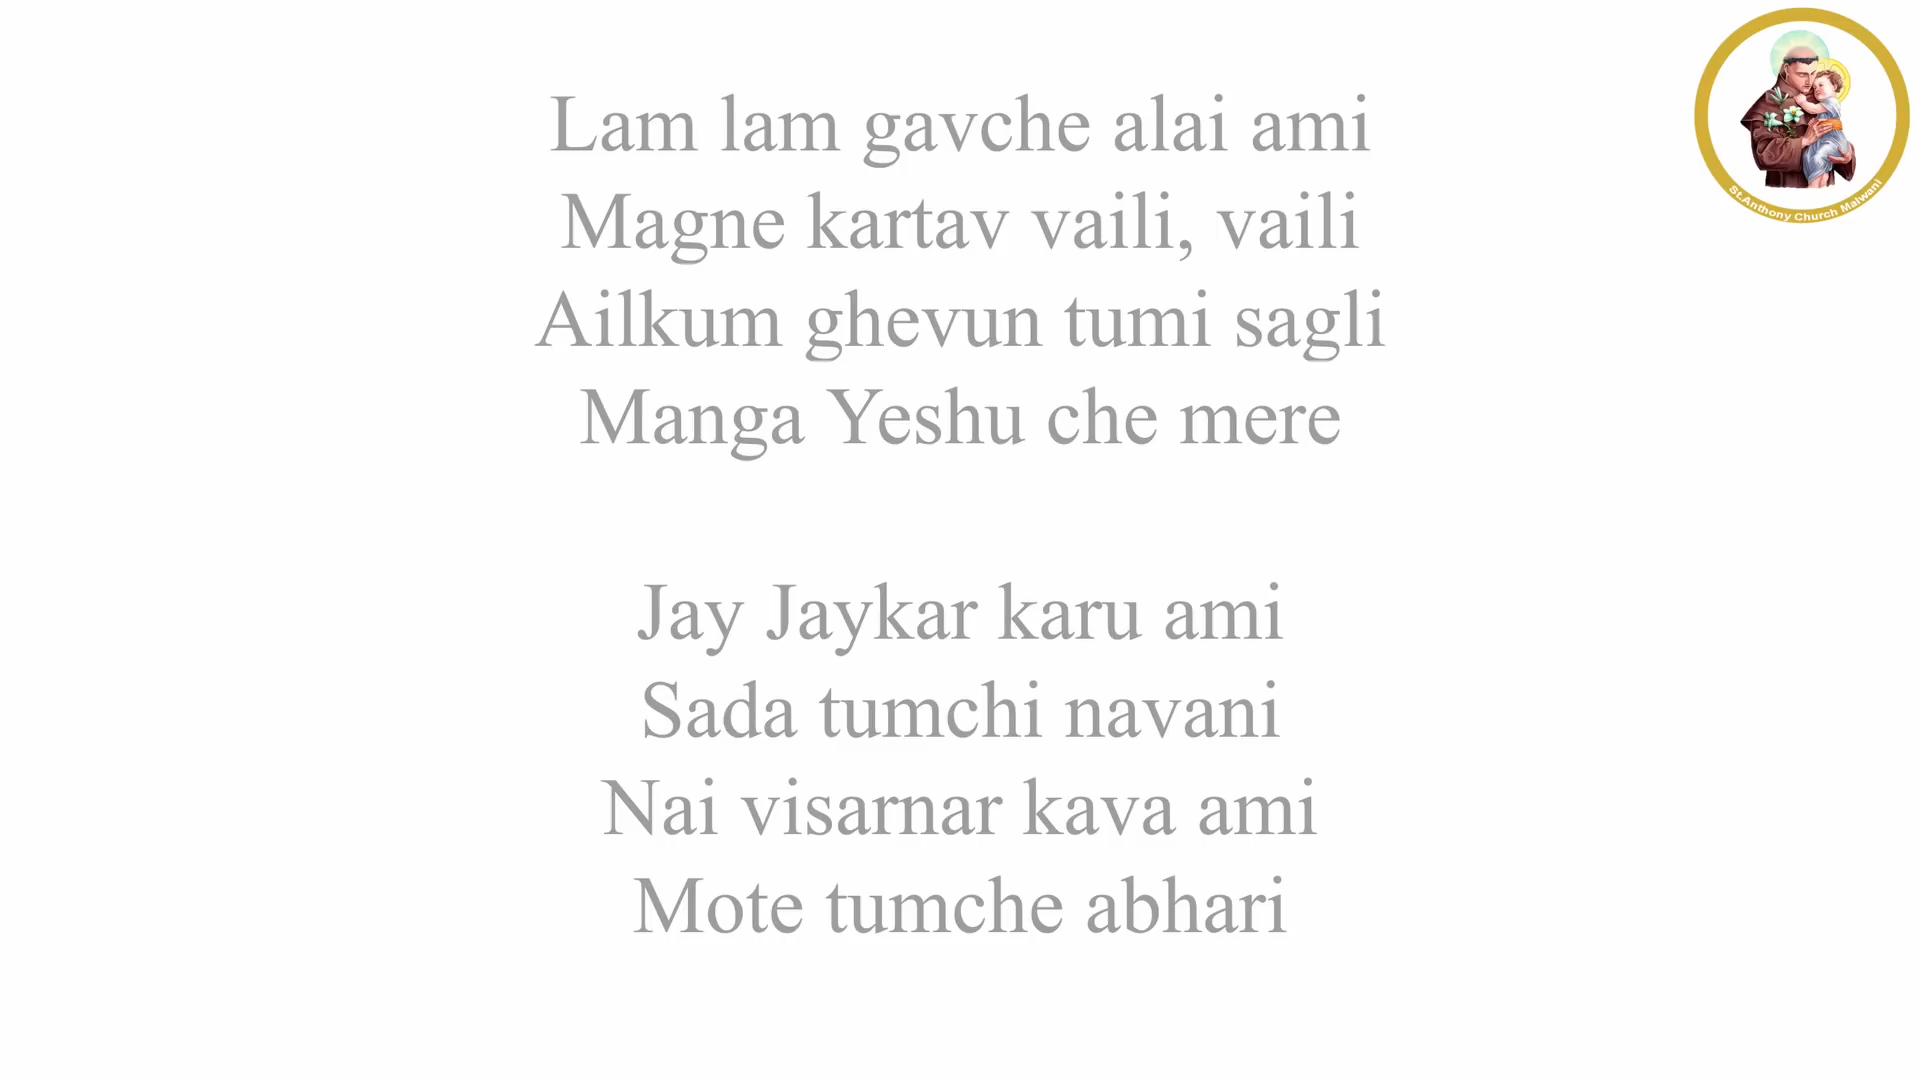 Lam lam gavche alai ami
Magne kartav vaili, vaili
Ailkum ghevun tumi sagli
Manga Yeshu che mere
Jay Jaykar karu ami
Sada tumchi navani
Nai visarnar kava ami
Mote tumche abhari
St.Anthony Church Malwani